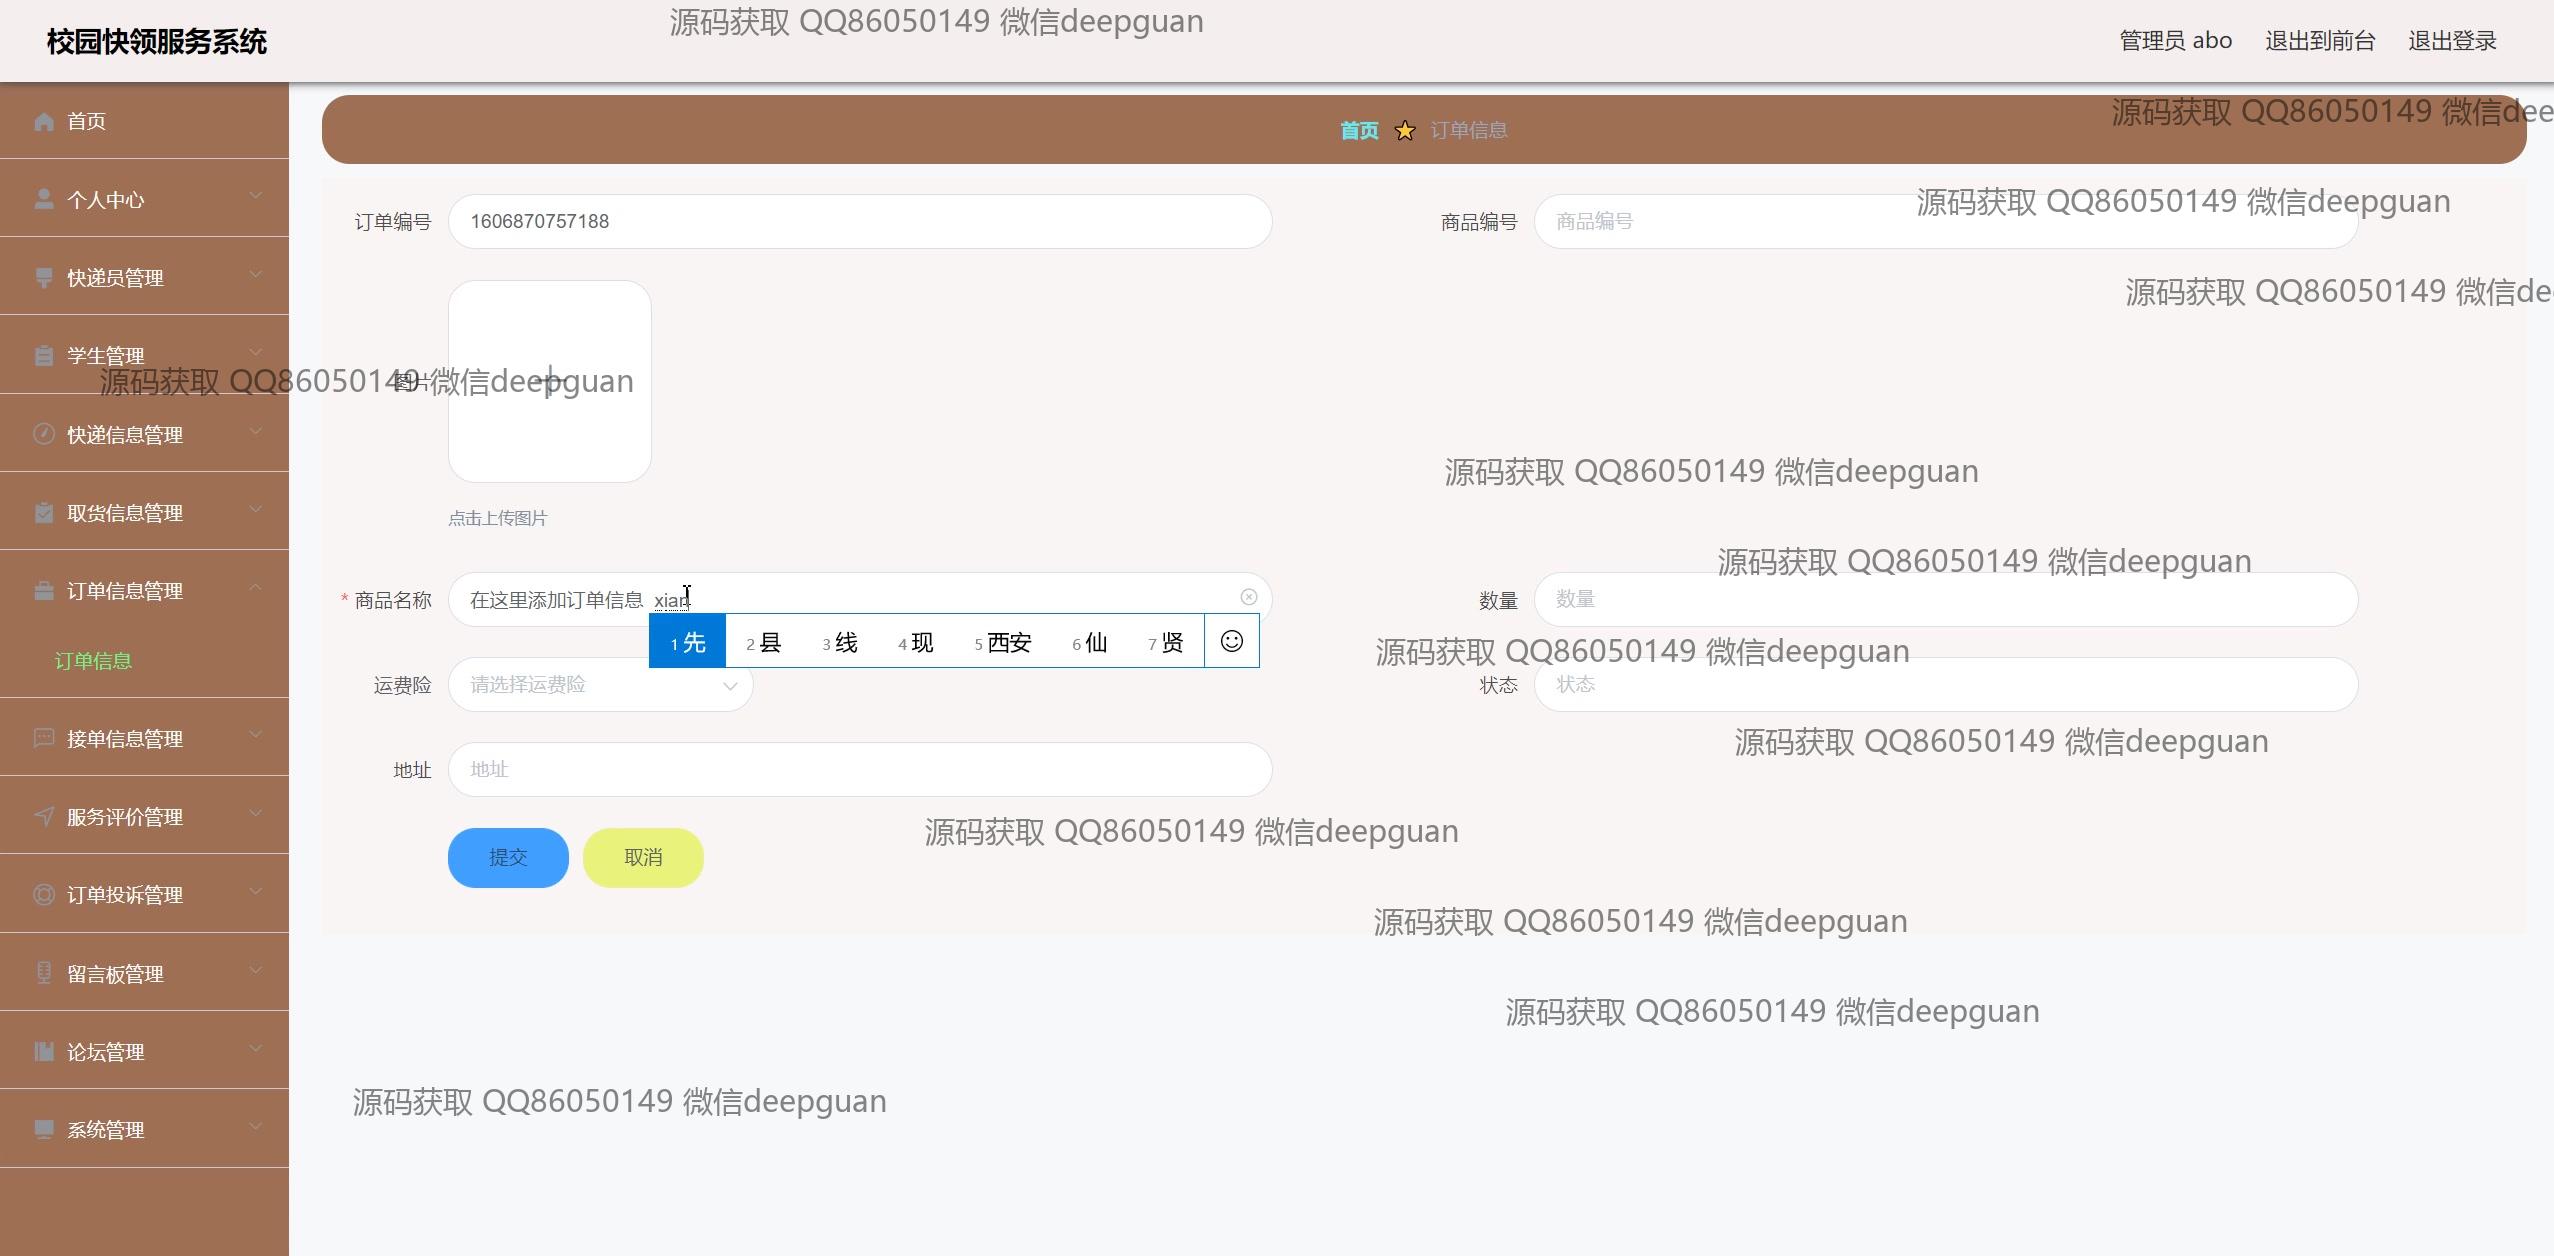 校园快领服务系统
源码获取 QQ86050149 微信deepguan
管理员 abo 退出到前台 退出登录
首页
个人中心
快递员管理
学生管理
快递信息管理
取货信息管理
订单信息管理
订单信息
接单信息管理
服务评价管理
订单投诉管理
留言板管理
论坛管理
系统管理
首页 订单信息
源码获取 QQ86050149 微信dee
订单编号 1606870757188
商品编号 商品编号
源码获取 QQ86050149 微信deepguan
源码获取 QQ86050149 微信de
图片
源码获取 QQ86050149 微信deepguan
源码获取 QQ86050149 微信deepguan
点击上传图片
源码获取 QQ86050149 微信deepguan
* 商品名称 在这里添加订单信息 xian
数量 数量
1 先 2 县 3 线 4 现 5 西安 6 仙 7 贤
源码获取 QQ86050149 微信deepguan
运费险 请选择运费险
状态 状态
源码获取 QQ86050149 微信deepguan
地址 地址
源码获取 QQ86050149 微信deepguan
提交 取消
源码获取 QQ86050149 微信deepguan
源码获取 QQ86050149 微信deepguan
源码获取 QQ86050149 微信deepguan